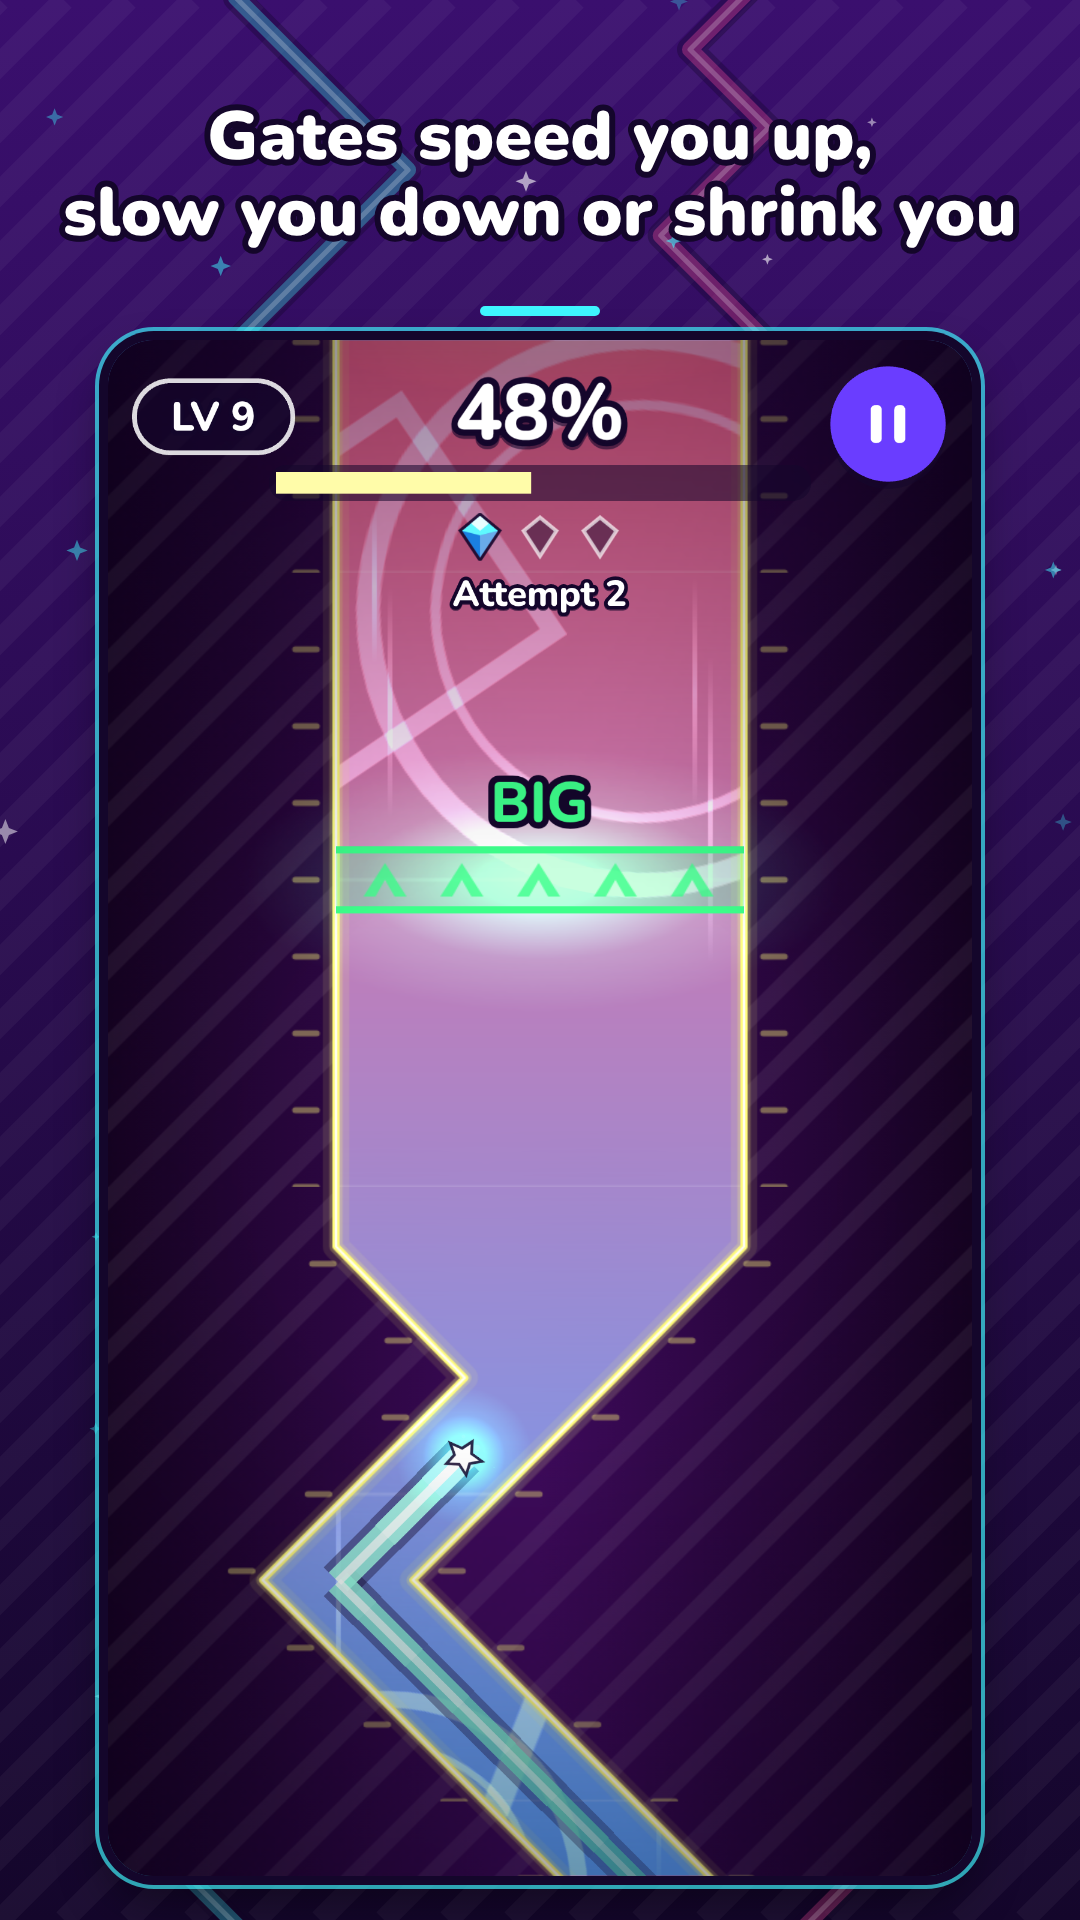 Gates speed you up,
slow you down or shrink you
LV 9
48%
Attempt 2
BIG